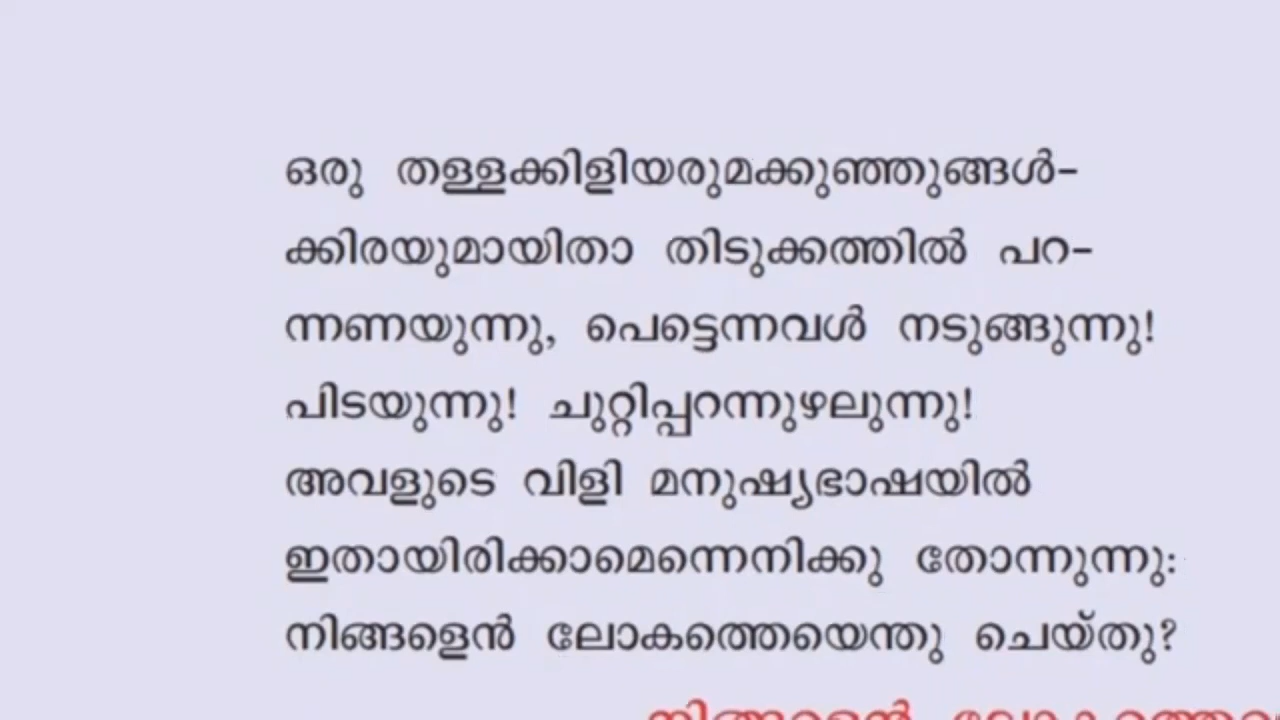 ഒരു തള്ളക്കിളിയരുമക്കുഞ്ഞുങ്ങൾ-
ക്കിരയുമായിതാ തിടുക്കത്തിൽ പറ-
ന്നണയുന്നു, പെട്ടെന്നവൾ നടുങ്ങുന്നു!
പിടയുന്നു! ചുറ്റിപ്പറന്നുഴലുന്നു!
അവളുടെ വിളി മനുഷ്യഭാഷയിൽ
ഇതായിരിക്കാമെന്നെനിക്കു തോന്നുന്നു:
നിങ്ങളെൻ ലോകത്തെയെന്തു ചെയ്തു?